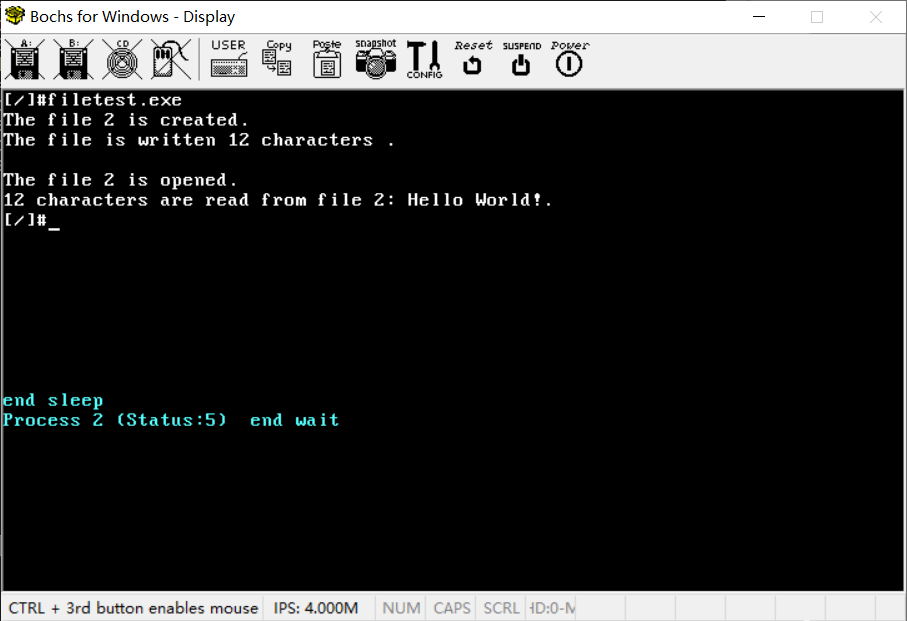 Bochs for Windows - Display
A: B: CD USER Copy Paste snapshot CONFIG Reset SUSPEND Power
[/]#filetest.exe
The file 2 is created.
The file is written 12 characters .
The file 2 is opened.
12 characters are read from file 2: Hello World!.
[/]#_
end sleep
Process 2 (Status:5)  end wait
CTRL + 3rd button enables mouse IPS: 4.000M NUM CAPS SCRL